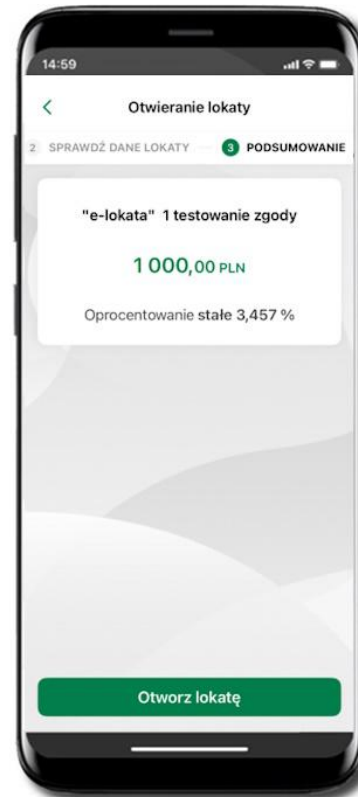 14:59
Otwieranie lokaty
2 SPRAWDŹ DANE LOKATY 3 PODSUMOWANIE
"e-lokata" 1 testowanie zgody
1 000,00 PLN
Oprocentowanie stałe 3,457 %
Otworz lokatę